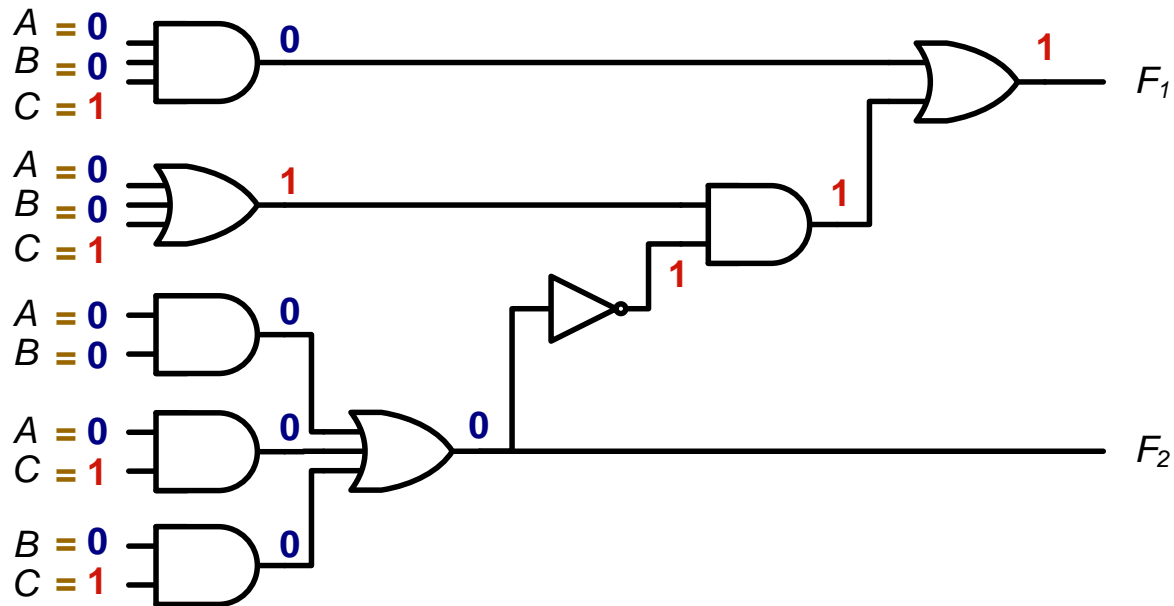 A = 0
0
1
B = 0
F1
C = 1
A = 0
1
1
B = 0
C = 1
1
A = 0
0
B = 0
A = 0
0
0
C = 1
F2
B = 0
0
C = 1